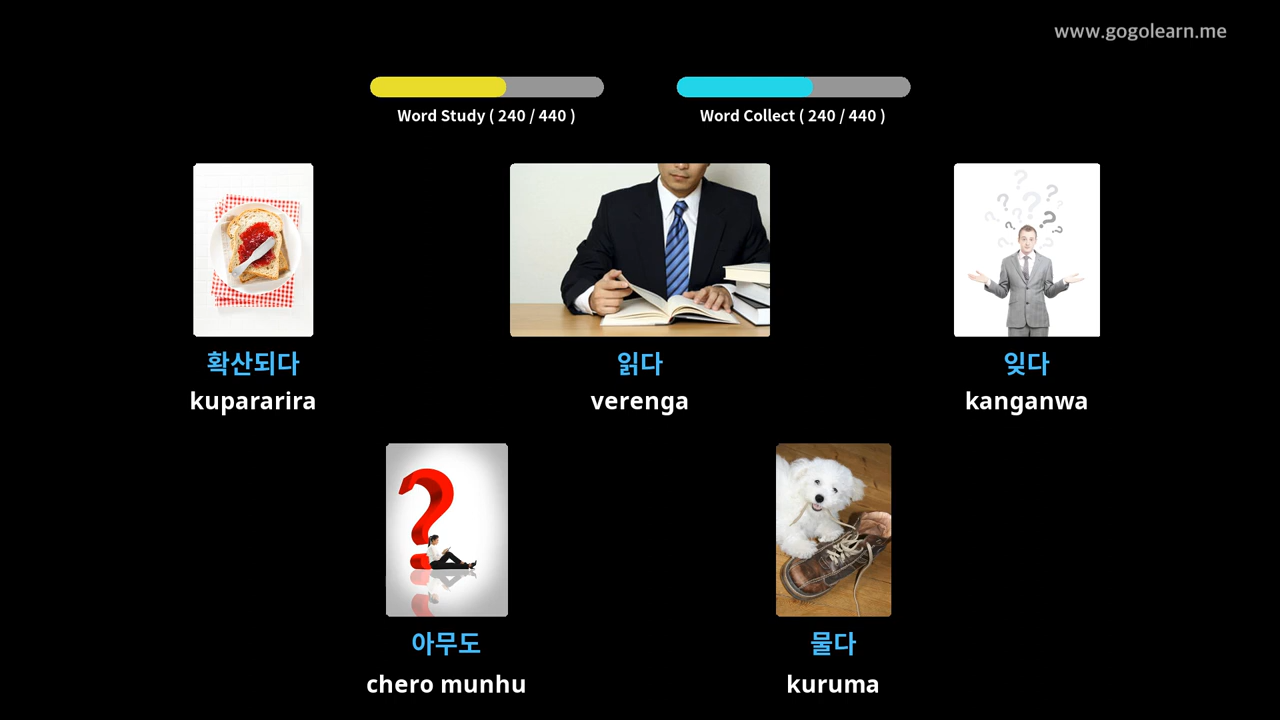 www.gogolearn.me
Word Study ( 240 / 440 )
Word Collect ( 240 / 440 )
확산되다
kupararira
읽다
verenga
잊다
kanganwa
아무도
chero munhu
물다
kuruma